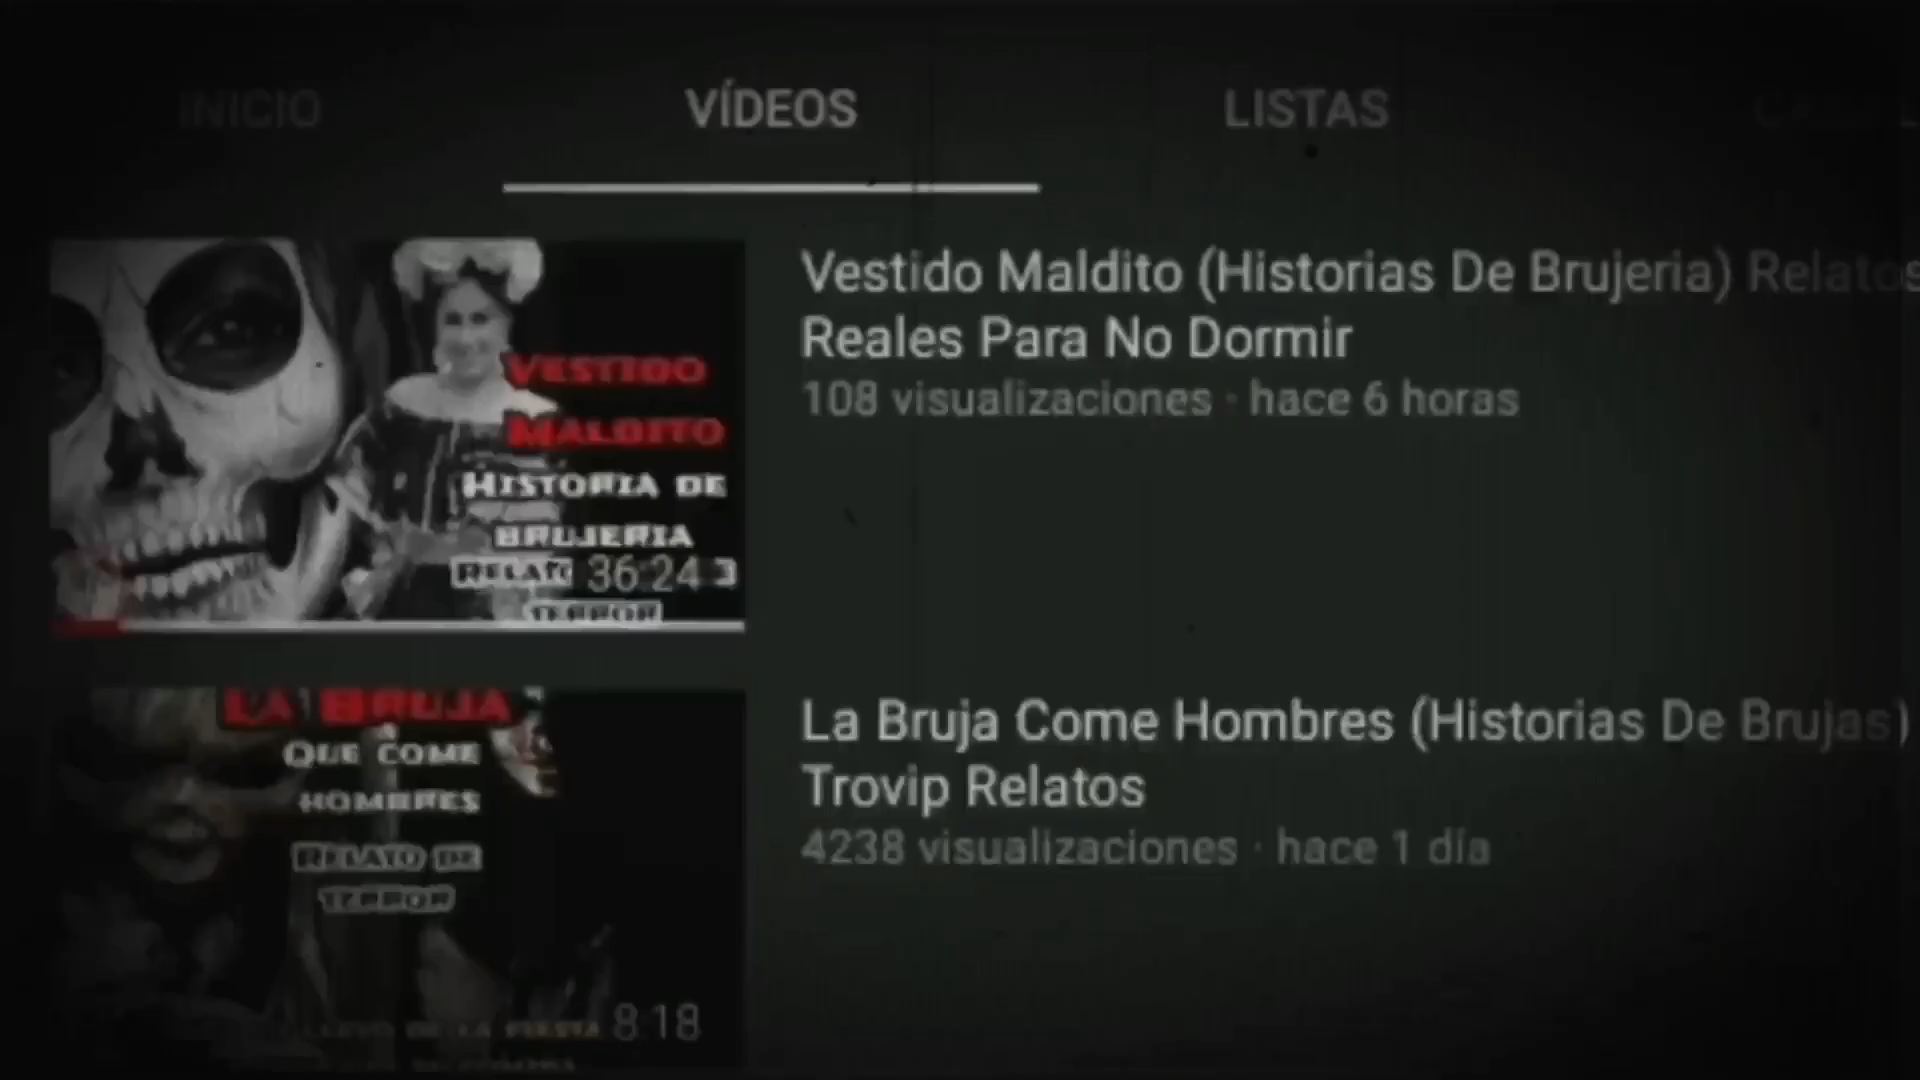 INICIO
VÍDEOS
LISTAS
VESTIDO
MALDITO
HISTORIA DE
BRUJERIA
36:24
TERROR
Vestido Maldito (Historias De Brujeria) Relatos
Reales Para No Dormir
108 visualizaciones · hace 6 horas
LA BRUJA
QUE COME
HOMBRES
RELATO DE
TERROR
8:18
La Bruja Come Hombres (Historias De Brujas)
Trovip Relatos
4238 visualizaciones · hace 1 día